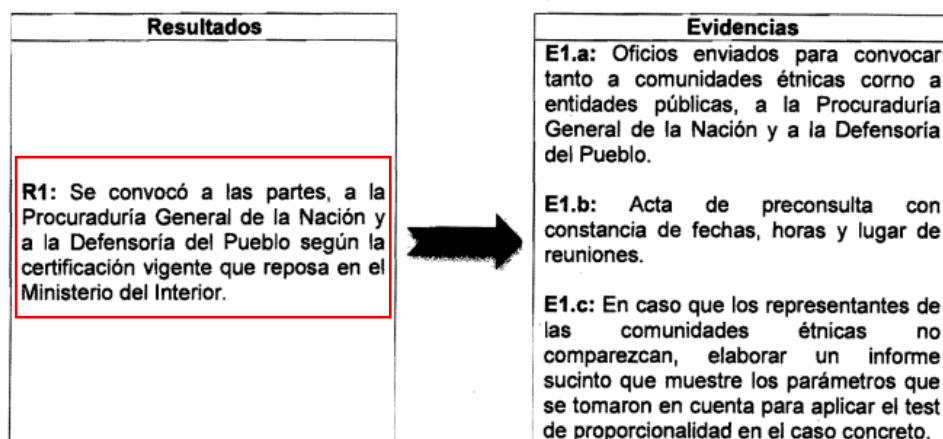 Resultados
R1: Se convocó a las partes, a la
Procuraduría General de la Nación y
a la Defensoría del Pueblo según la
certificación vigente que reposa en el
Ministerio del Interior.
Evidencias
E1.a: Oficios enviados para convocar
tanto a comunidades étnicas corno a
entidades públicas, a la Procuraduría
General de la Nación y a la Defensoría
del Pueblo.
E1.b: Acta de preconsulta con
constancia de fechas, horas y lugar de
reuniones.
E1.c: En caso que los representantes de
las comunidades étnicas no
comparezcan, elaborar un informe
sucinto que muestre los parámetros que
se tomaron en cuenta para aplicar el test
de proporcionalidad en el caso concreto.